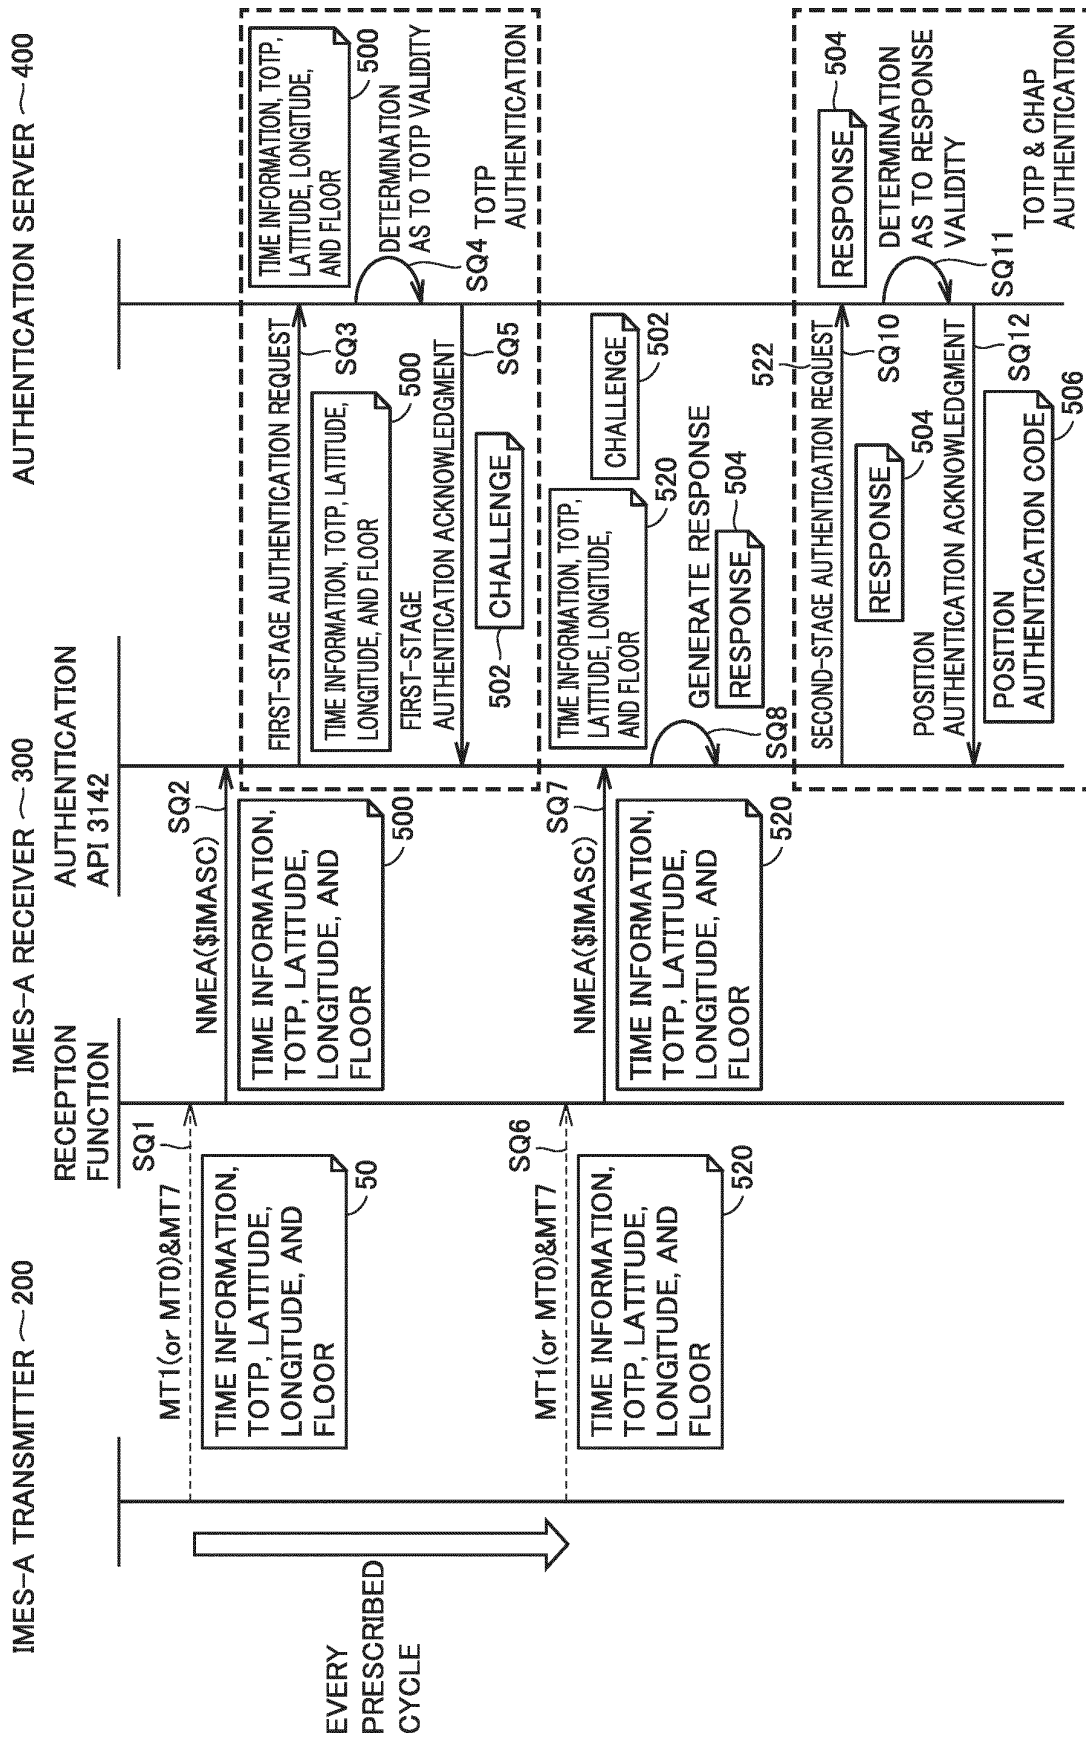 IMES-A TRANSMITTER ~200
IMES-A RECEIVER ~300
AUTHENTICATION SERVER ~400
RECEPTION
FUNCTION
AUTHENTICATION
API 3142
EVERY
PRESCRIBED
CYCLE
SQ1
MT1(or MT0)&MT7
TIME INFORMATION,
TOTP, LATITUDE,
LONGITUDE, AND
FLOOR
50
SQ2
NMEA($IMASC)
TIME INFORMATION,
TOTP, LATITUDE,
LONGITUDE, AND
FLOOR
500
FIRST-STAGE AUTHENTICATION REQUEST
SQ3
TIME INFORMATION, TOTP, LATITUDE,
LONGITUDE, AND FLOOR
500
TIME INFORMATION, TOTP,
LATITUDE, LONGITUDE,
AND FLOOR
500
DETERMINATION
AS TO TOTP VALIDITY
SQ4
TOTP
AUTHENTICATION
FIRST-STAGE
AUTHENTICATION ACKNOWLEDGMENT
SQ5
502
CHALLENGE
SQ6
MT1(or MT0)&MT7
TIME INFORMATION,
TOTP, LATITUDE,
LONGITUDE, AND
FLOOR
520
SQ7
NMEA($IMASC)
TIME INFORMATION,
TOTP, LATITUDE,
LONGITUDE, AND
FLOOR
520
TIME INFORMATION, TOTP,
LATITUDE, LONGITUDE,
AND FLOOR
520
CHALLENGE
502
GENERATE RESPONSE
SQ8
RESPONSE
504
522
SECOND-STAGE AUTHENTICATION REQUEST
SQ10
RESPONSE
504
RESPONSE
504
DETERMINATION
AS TO RESPONSE
VALIDITY
SQ11
TOTP & CHAP
AUTHENTICATION
POSITION
AUTHENTICATION ACKNOWLEDGMENT
SQ12
POSITION
AUTHENTICATION CODE
506